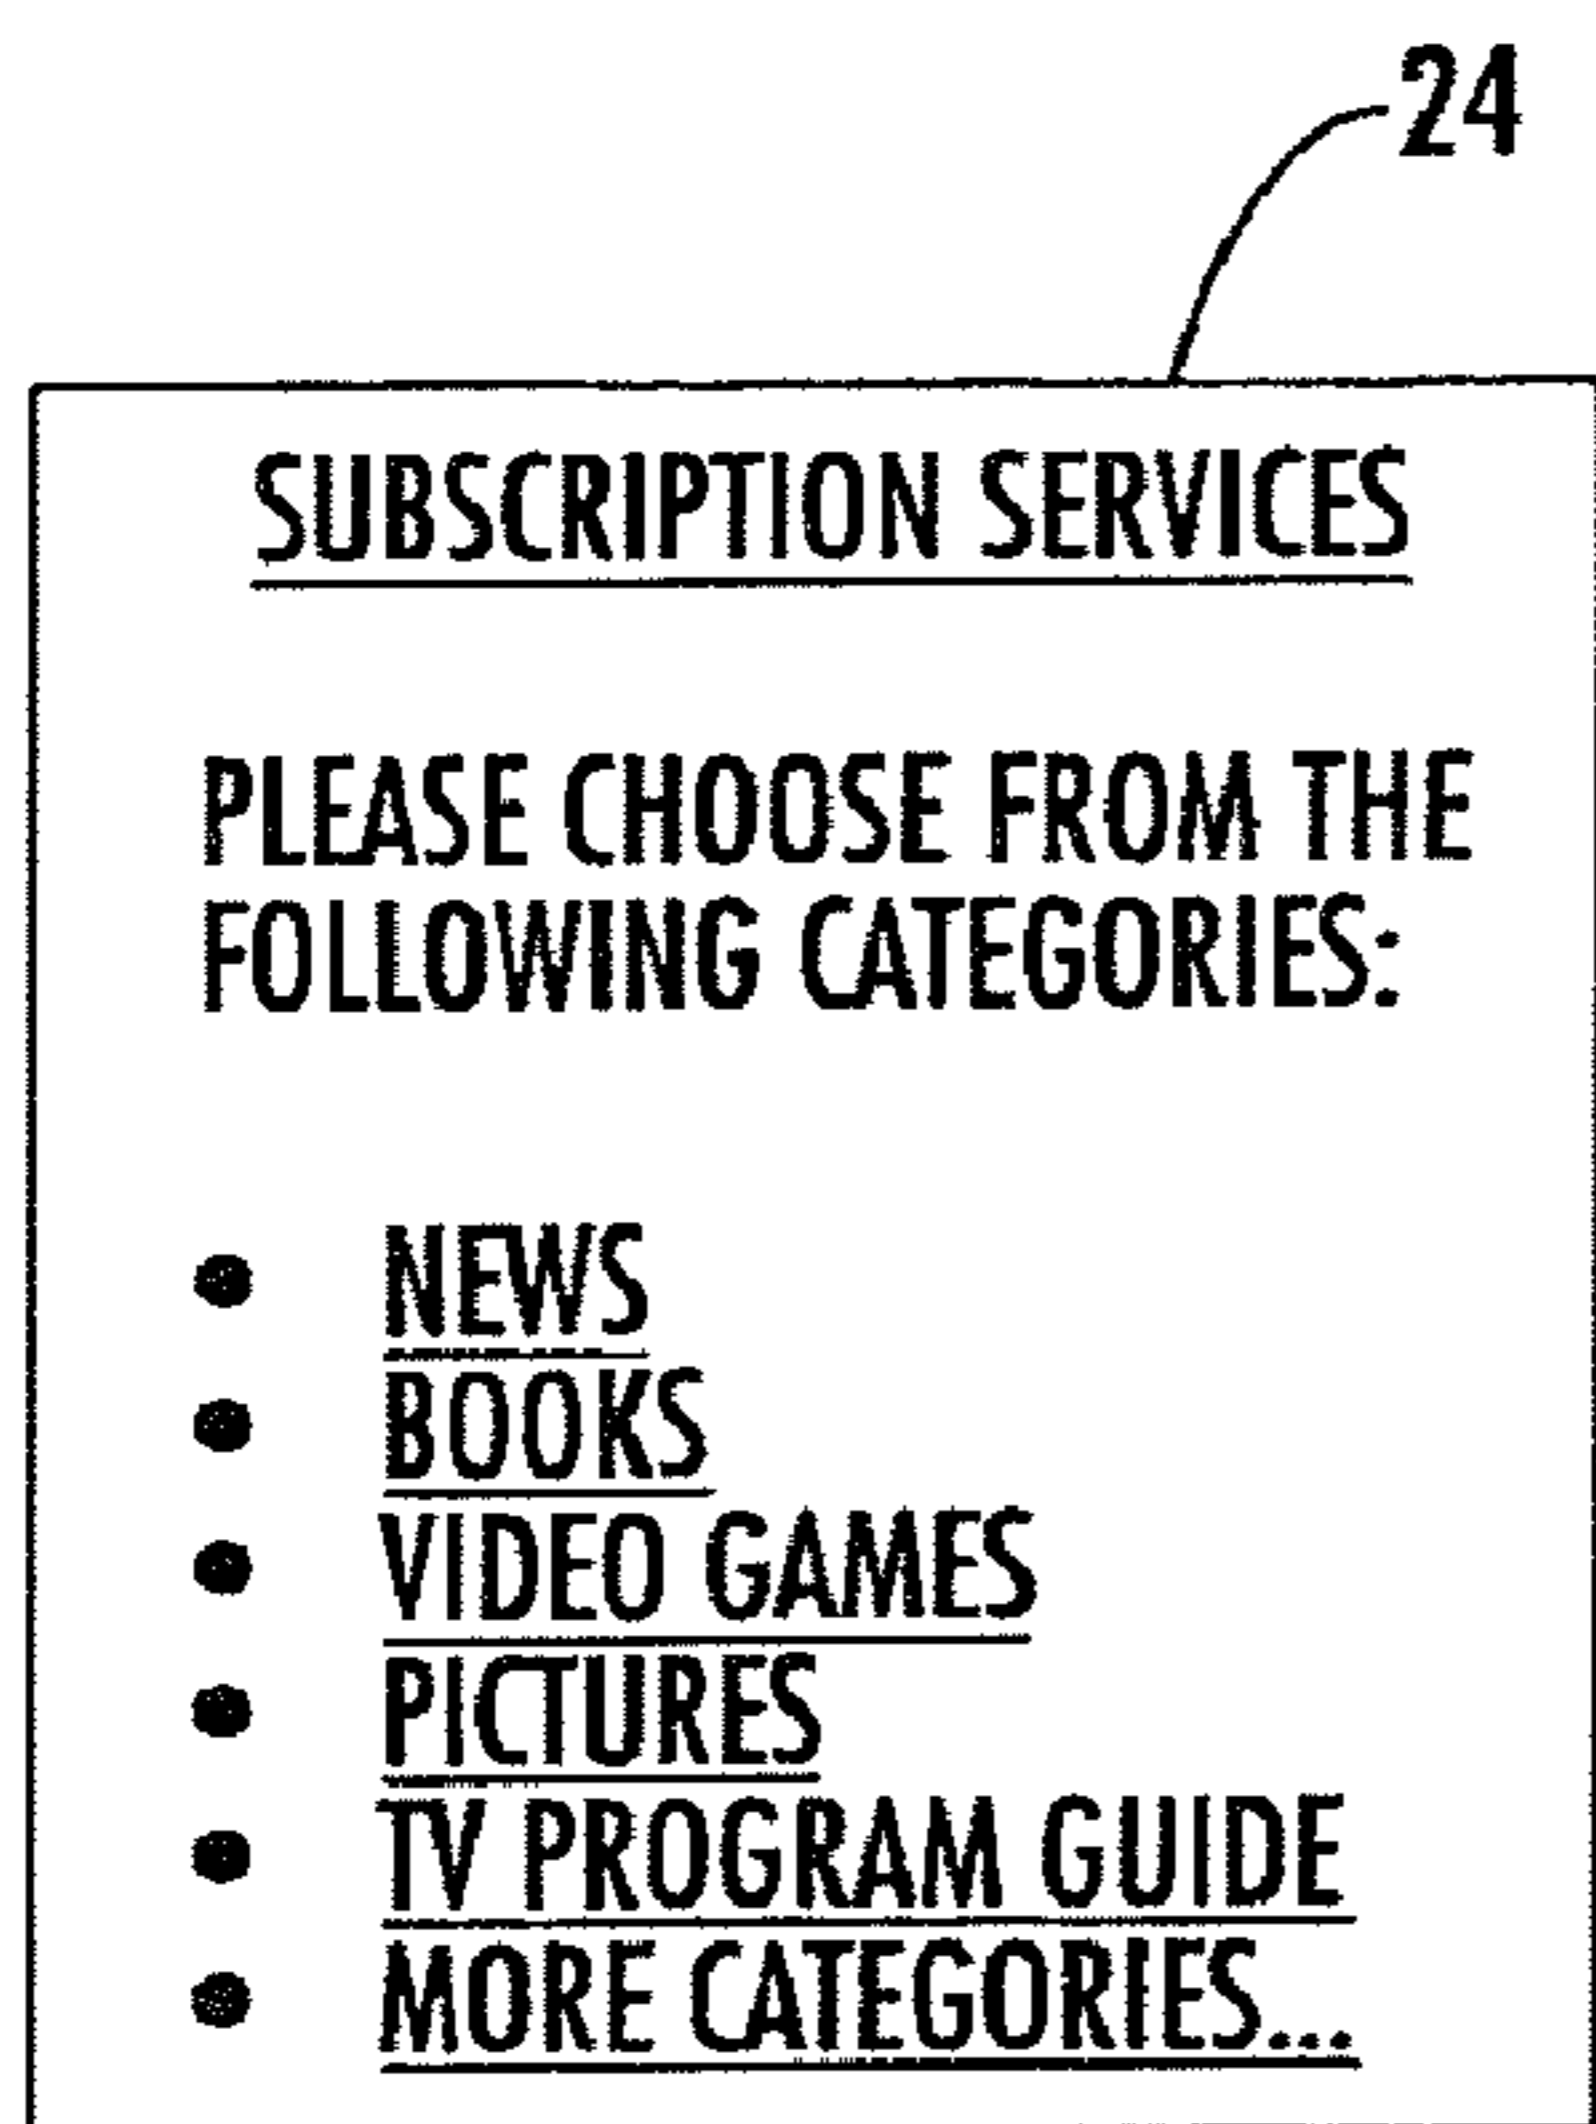 24
SUBSCRIPTION SERVICES
PLEASE CHOOSE FROM THE
FOLLOWING CATEGORIES:
• NEWS
• BOOKS
• VIDEO GAMES
• PICTURES
• TV PROGRAM GUIDE
• MORE CATEGORIES...